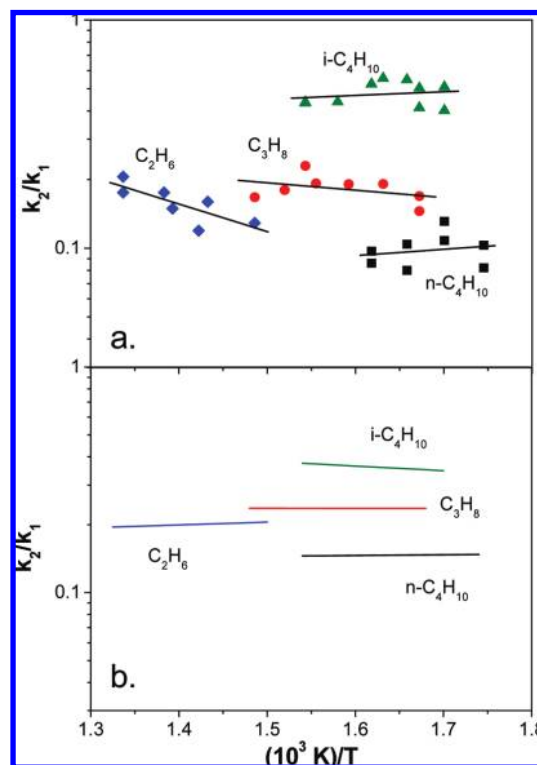 1
i-C₄H₁₀
C₃H₈
C₂H₆
k₂/k₁
0.1
n-C₄H₁₀
a.
1
i-C₄H₁₀
C₃H₈
k₂/k₁
C₂H₆
n-C₄H₁₀
0.1
b.
1.3 1.4 1.5 1.6 1.7 1.8
(10³ K)/T